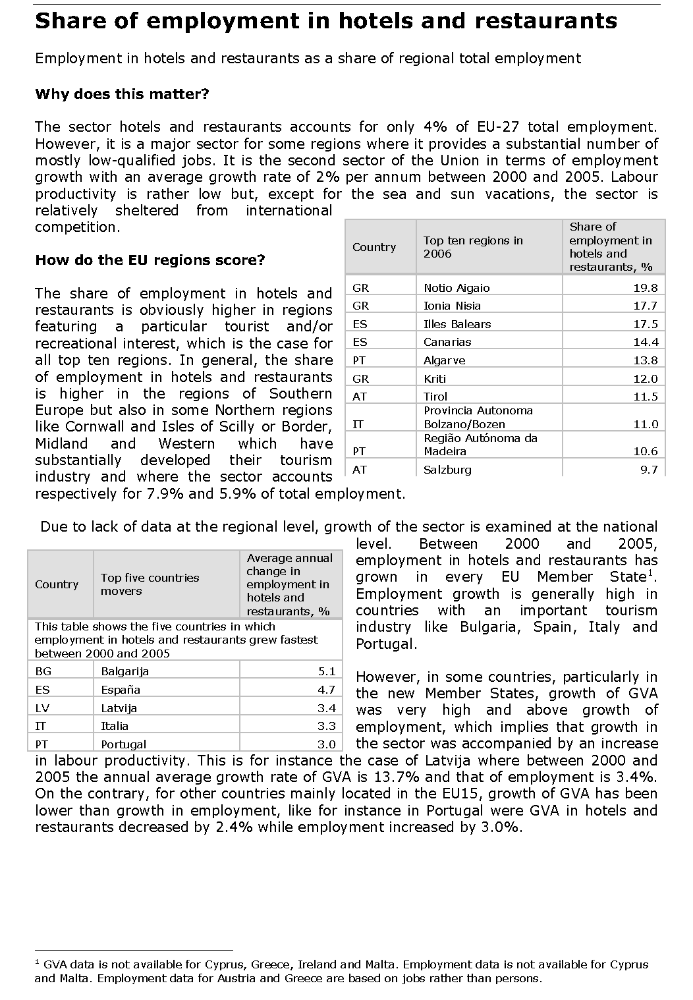 Share of employment in hotels and restaurants
Employment in hotels and restaurants as a share of regional total employment
Why does this matter?
The sector hotels and restaurants accounts for only 4% of EU-27 total employment.
However, it is a major sector for some regions where it provides a substantial number of
mostly low-qualified jobs. It is the second sector of the Union in terms of employment
growth with an average growth rate of 2% per annum between 2000 and 2005. Labour
productivity is rather low but, except for the sea and sun vacations, the sector is
relatively sheltered from international
competition.
How do the EU regions score?
The share of employment in hotels and
restaurants is obviously higher in regions
featuring a particular tourist and/or
recreational interest, which is the case for
all top ten regions. In general, the share
of employment in hotels and restaurants
is higher in the regions of Southern
Europe but also in some Northern regions
like Cornwall and Isles of Scilly or Border,
Midland and Western which have
substantially developed their tourism
industry and where the sector accounts
respectively for 7.9% and 5.9% of total employment.
Country
Top ten regions in
2006
Share of
employment in
hotels and
restaurants, %
GR Notio Aigaio 19.8
GR Ionia Nisia 17.7
ES Illes Balears 17.5
ES Canarias 14.4
PT Algarve 13.8
GR Kriti 12.0
AT Tirol 11.5
Provincia Autonoma
IT Bolzano/Bozen 11.0
Região Autónoma da
PT Madeira 10.6
AT Salzburg 9.7
Due to lack of data at the regional level, growth of the sector is examined at the national
level. Between 2000 and 2005,
employment in hotels and restaurants has
grown in every EU Member State¹.
Employment growth is generally high in
countries with an important tourism
industry like Bulgaria, Spain, Italy and
Portugal.
Country
Top five countries
movers
Average annual
change in
employment in
hotels and
restaurants, %
This table shows the five countries in which
employment in hotels and restaurants grew fastest
between 2000 and 2005
BG Balgarija 5.1
ES España 4.7
LV Latvija 3.4
IT Italia 3.3
PT Portugal 3.0
However, in some countries, particularly in
the new Member States, growth of GVA
was very high and above growth of
employment, which implies that growth in
the sector was accompanied by an increase
in labour productivity. This is for instance the case of Latvija where between 2000 and
2005 the annual average growth rate of GVA is 13.7% and that of employment is 3.4%.
On the contrary, for other countries mainly located in the EU15, growth of GVA has been
lower than growth in employment, like for instance in Portugal were GVA in hotels and
restaurants decreased by 2.4% while employment increased by 3.0%.
¹ GVA data is not available for Cyprus, Greece, Ireland and Malta. Employment data is not available for Cyprus
and Malta. Employment data for Austria and Greece are based on jobs rather than persons.